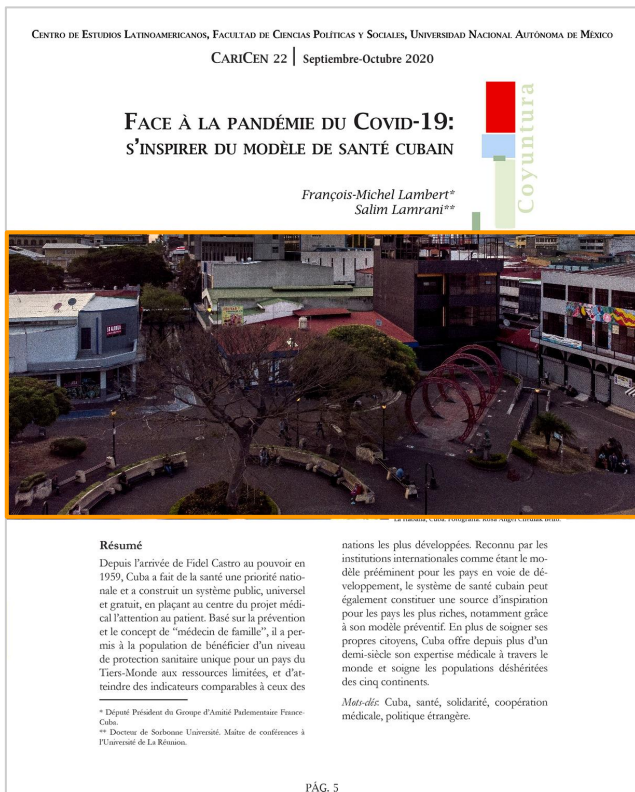 CENTRO DE ESTUDIOS LATINOAMERICANOS, FACULTAD DE CIENCIAS POLÍTICAS Y SOCIALES, UNIVERSIDAD NACIONAL AUTÓNOMA DE MÉXICO
CARICEN 22 | Septiembre-Octubre 2020
FACE À LA PANDÉMIE DU COVID-19:
S'INSPIRER DU MODÈLE DE SANTÉ CUBAIN
Coyuntura
François-Michel Lambert*
Salim Lamrani**
Résumé
Depuis l'arrivée de Fidel Castro au pouvoir en
1959, Cuba a fait de la santé une priorité natio-
nale et a construit un système public, universel
et gratuit, en plaçant au centre du projet médi-
cal l'attention au patient. Basé sur la prévention
et le concept de "médecin de famille", il a per-
mis à la population de bénéficier d'un niveau
de protection sanitaire unique pour un pays du
Tiers-Monde aux ressources limitées, et d'at-
teindre des indicateurs comparables à ceux des
* Député Président du Groupe d'Amitié Parlementaire France-
Cuba.
** Docteur de Sorbonne Université. Maître de conférences à
l'Université de La Réunion.
nations les plus développées. Reconnu par les
institutions internationales comme étant le mo-
dèle prééminent pour les pays en voie de dé-
veloppement, le système de santé cubain peut
également constituer une source d'inspiration
pour les pays les plus riches, notamment grâce
à son modèle préventif. En plus de soigner ses
propres citoyens, Cuba offre depuis plus d'un
demi-siècle son expertise médicale à travers le
monde et soigne les populations déshéritées
des cinq continents.
Mots-clés: Cuba, santé, solidarité, coopération
médicale, politique étrangère.
PÁG. 5